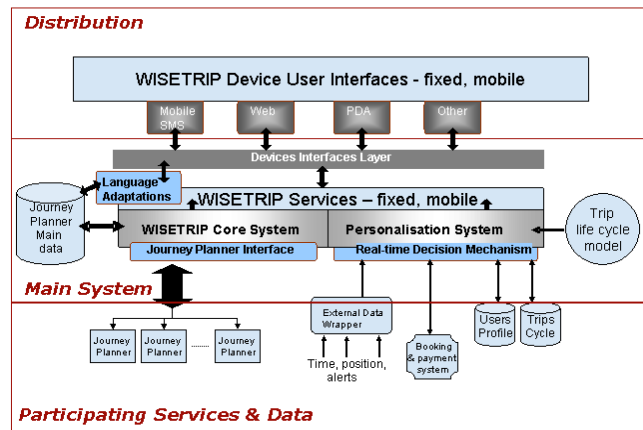 Distribution
WISETRIP Device User Interfaces - fixed, mobile
Mobile
SMS
Web
PDA
Other
Devices Interfaces Layer
Language
Adaptations
WISETRIP Services – fixed, mobile
Journey
Planner
Main
data
WISETRIP Core System
Personalisation System
Trip
life cycle
model
Journey Planner Interface
Real-time Decision Mechanism
Main System
External Data
Wrapper
Users
Profile
Trips
Cycle
Journey
Planner
Journey
Planner
........
Journey
Planner
Booking
& payment
system
Time, position,
alerts
Participating Services & Data